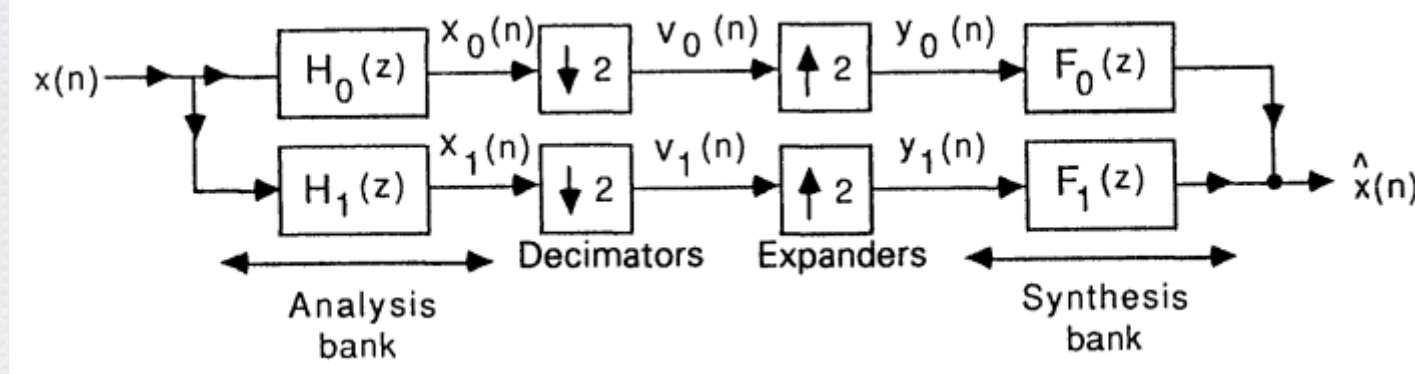 x(n) H₀(z) x₀(n) ↓ 2 v₀(n) ↑ 2 y₀(n) F₀(z)
H₁(z) x₁(n) ↓ 2 v₁(n) ↑ 2 y₁(n) F₁(z) x̂(n)
Decimators Expanders
Analysis Synthesis
bank bank